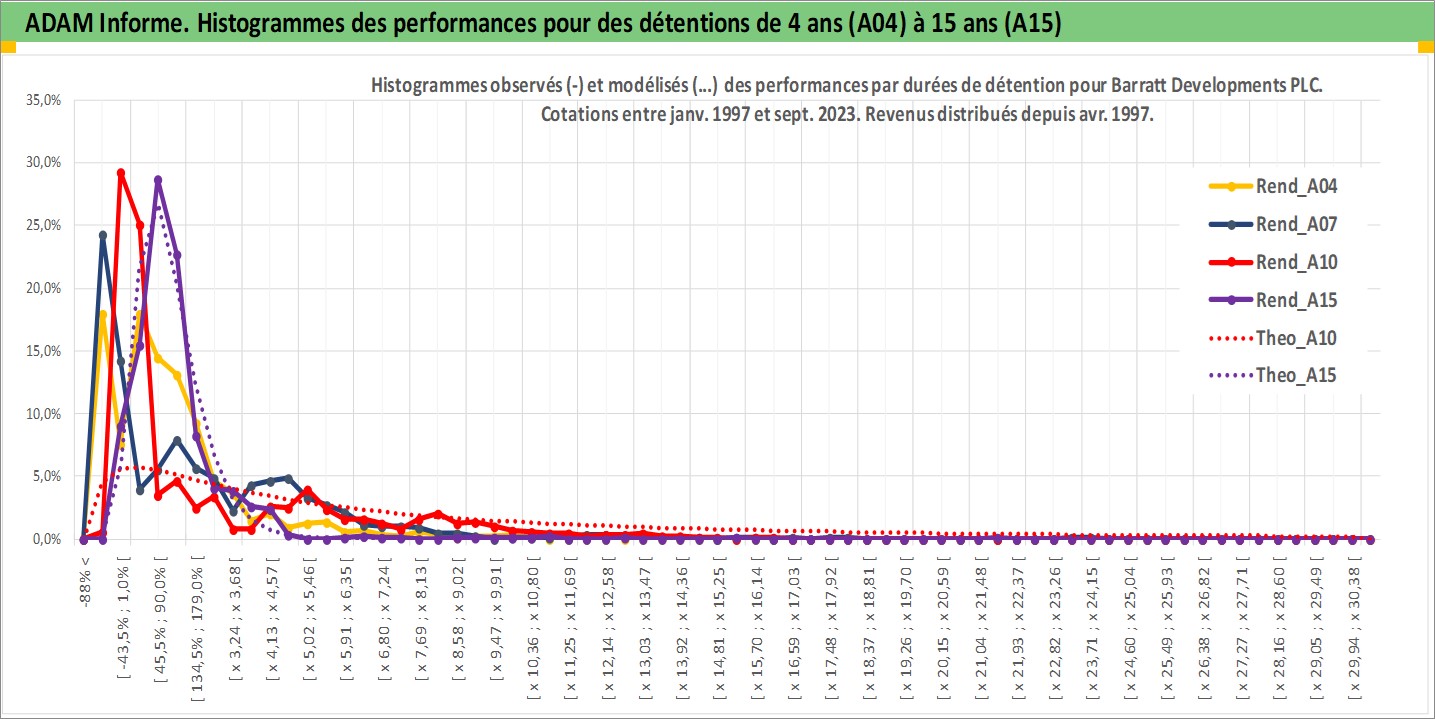 ADAM Informe. Histogrammes des performances pour des détentions de 4 ans (A04) à 15 ans (A15)
Histogrammes observés (-) et modélisés (...) des performances par durées de détention pour Barratt Developments PLC.
Cotations entre janv. 1997 et sept. 2023. Revenus distribués depuis avr. 1997.
35,0%
30,0%
25,0%
20,0%
15,0%
10,0%
5,0%
0,0%
Rend_A04
Rend_A07
Rend_A10
Rend_A15
Theo_A10
Theo_A15
-88% <
[ -43,5% ; 1,0% [
[ 45,5% ; 90,0% [
[ 134,5% ; 179,0% [
[ x 3,24 ; x 3,68 [
[ x 4,13 ; x 4,57 [
[ x 5,02 ; x 5,46 [
[ x 5,91 ; x 6,35 [
[ x 6,80 ; x 7,24 [
[ x 7,69 ; x 8,13 [
[ x 8,58 ; x 9,02 [
[ x 9,47 ; x 9,91 [
[ x 10,36 ; x 10,80 [
[ x 11,25 ; x 11,69 [
[ x 12,14 ; x 12,58 [
[ x 13,03 ; x 13,47 [
[ x 13,92 ; x 14,36 [
[ x 14,81 ; x 15,25 [
[ x 15,70 ; x 16,14 [
[ x 16,59 ; x 17,03 [
[ x 17,48 ; x 17,92 [
[ x 18,37 ; x 18,81 [
[ x 19,26 ; x 19,70 [
[ x 20,15 ; x 20,59 [
[ x 21,04 ; x 21,48 [
[ x 21,93 ; x 22,37 [
[ x 22,82 ; x 23,26 [
[ x 23,71 ; x 24,15 [
[ x 24,60 ; x 25,04 [
[ x 25,49 ; x 25,93 [
[ x 26,38 ; x 26,82 [
[ x 27,27 ; x 27,71 [
[ x 28,16 ; x 28,60 [
[ x 29,05 ; x 29,49 [
[ x 29,94 ; x 30,38 [